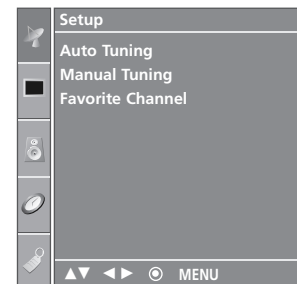 Setup
Auto Tuning
Manual Tuning
Favorite Channel
▲▼ ◄► ⦿ MENU